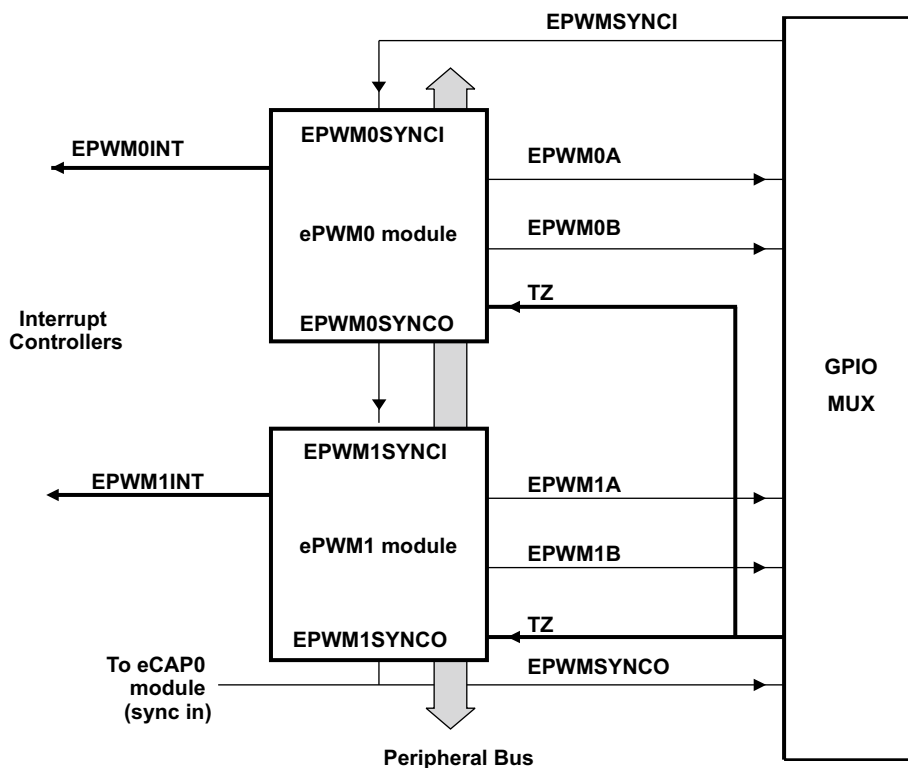 EPWMSYNCI
EPWM0SYNCI
EPWM0INT
EPWM0A
ePWM0 module
EPWM0B
TZ
EPWM0SYNCO
Interrupt
Controllers
GPIO
MUX
EPWM1SYNCI
EPWM1INT
EPWM1A
ePWM1 module
EPWM1B
TZ
EPWM1SYNCO
To eCAP0
module
(sync in)
EPWMSYNCO
Peripheral Bus